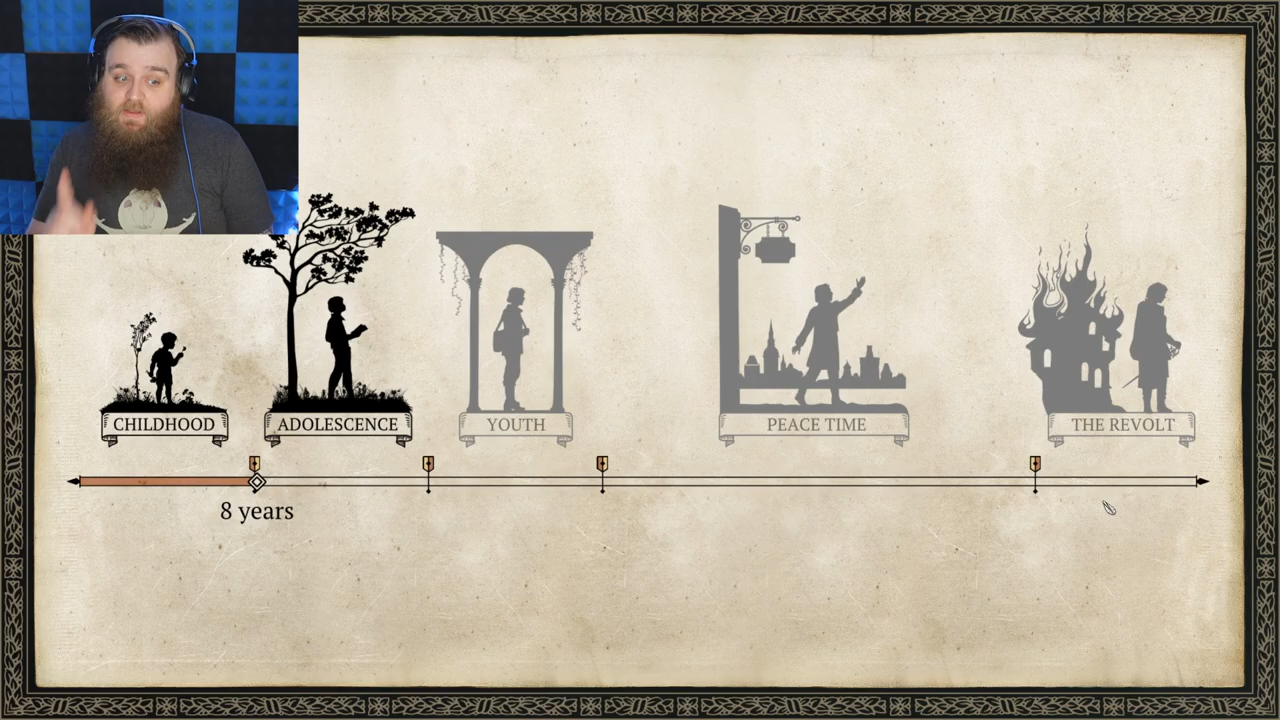 CHILDHOOD
ADOLESCENCE
YOUTH
PEACE TIME
THE REVOLT
8 years